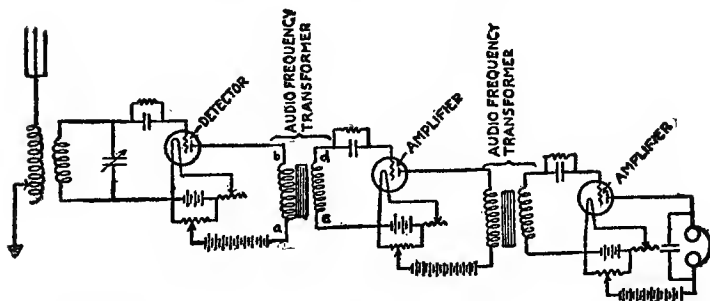 DETECTOR
AUDIO FREQUENCY
TRANSFORMER
b
d
a
AMPLIFIER
AUDIO FREQUENCY
TRANSFORMER
AMPLIFIER